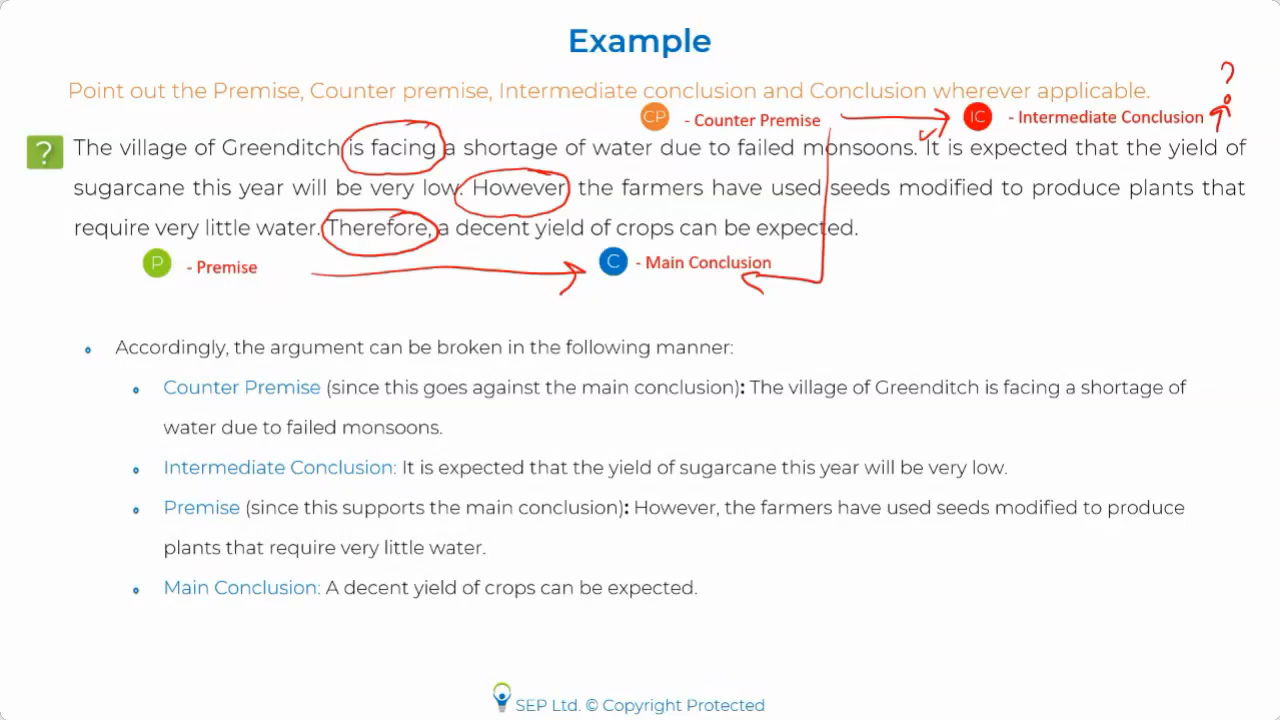 Example
Point out the Premise, Counter premise, Intermediate conclusion and Conclusion wherever applicable.
?
CP - Counter Premise
IC - Intermediate Conclusion
? The village of Greenditch is facing a shortage of water due to failed monsoons. It is expected that the yield of
sugarcane this year will be very low. However, the farmers have used seeds modified to produce plants that
require very little water. Therefore, a decent yield of crops can be expected.
P - Premise
C - Main Conclusion
Accordingly, the argument can be broken in the following manner:
Counter Premise (since this goes against the main conclusion): The village of Greenditch is facing a shortage of
water due to failed monsoons.
Intermediate Conclusion: It is expected that the yield of sugarcane this year will be very low.
Premise (since this supports the main conclusion): However, the farmers have used seeds modified to produce
plants that require very little water.
Main Conclusion: A decent yield of crops can be expected.
SEP Ltd. © Copyright Protected